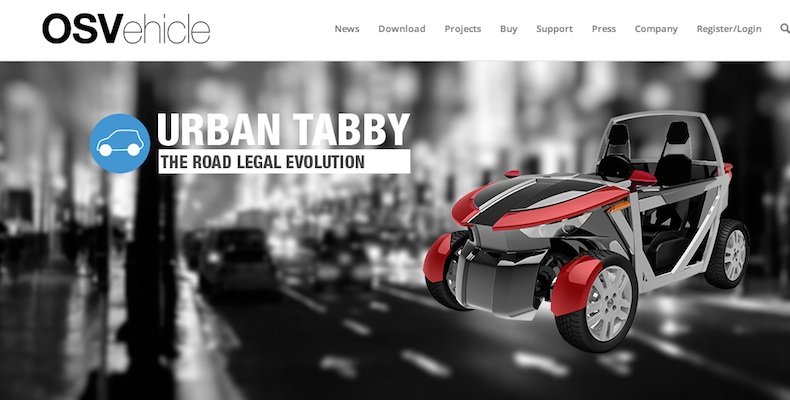 OSVehicle
News Download Projects Buy Support Press Company Register/Login
URBAN TABBY
THE ROAD LEGAL EVOLUTION